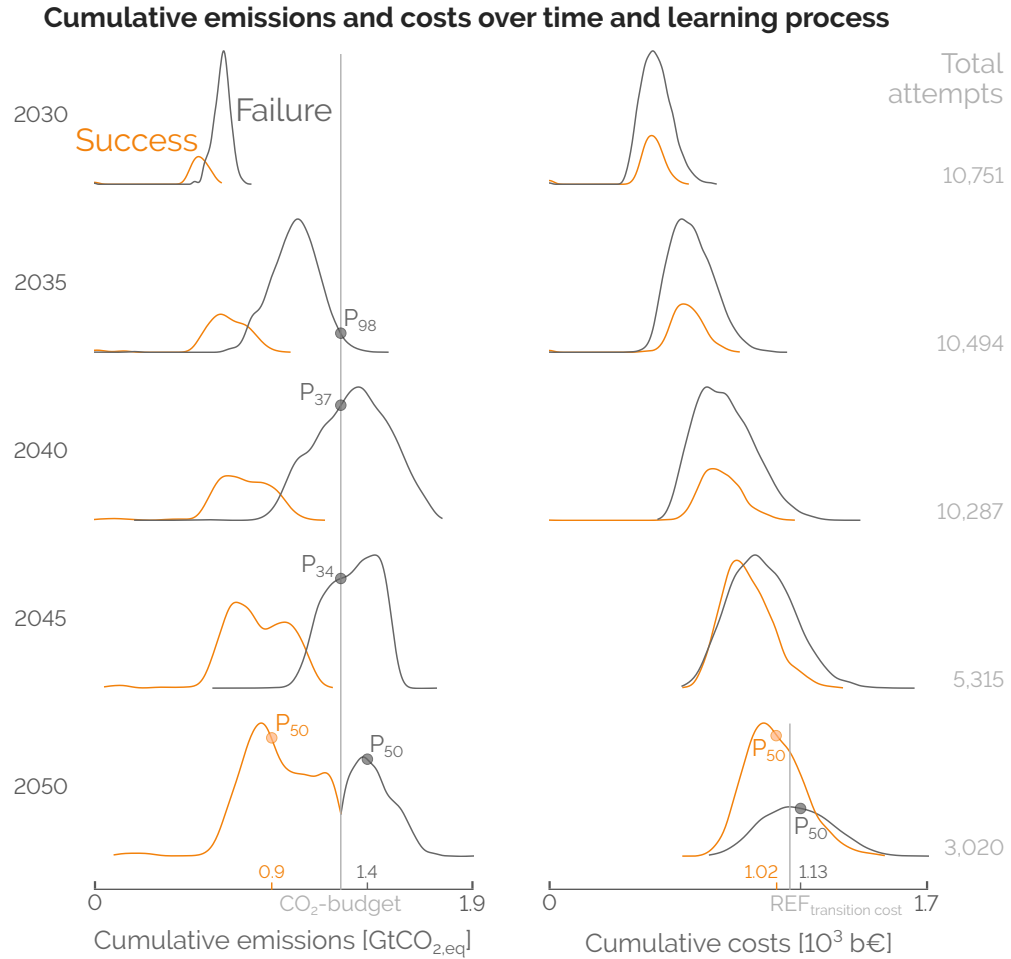 Cumulative emissions and costs over time and learning process
Total
attempts
2030
Failure
Success
10,751
2035
P98
10,494
P37
2040
10,287
P34
2045
5,315
P50
P50
P50
2050
P50
3,020
0.9
1.4
1.02
1.13
0
CO2-budget
1.9
0
REFtransition cost
1.7
Cumulative emissions [GtCO2,eq]
Cumulative costs [10³ b€]